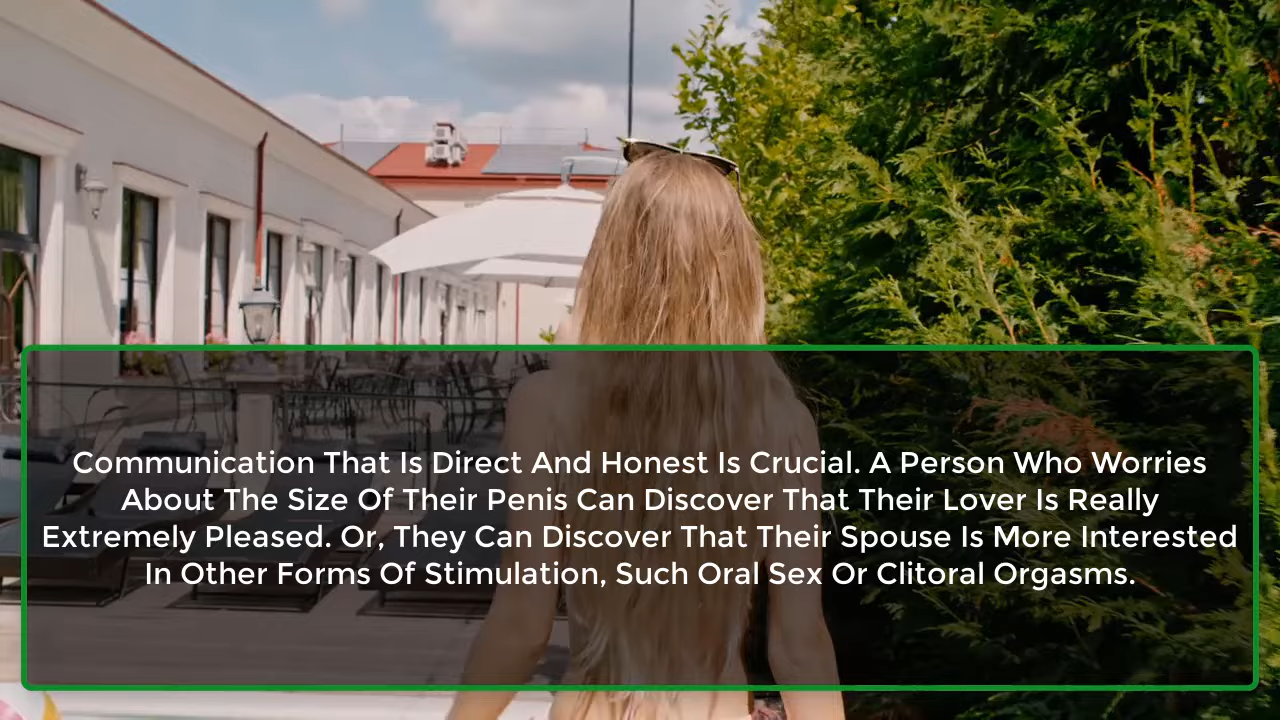 Communication That Is Direct And Honest Is Crucial. A Person Who Worries
About The Size Of Their Penis Can Discover That Their Lover Is Really
Extremely Pleased. Or, They Can Discover That Their Spouse Is More Interested
In Other Forms Of Stimulation, Such Oral Sex Or Clitoral Orgasms.